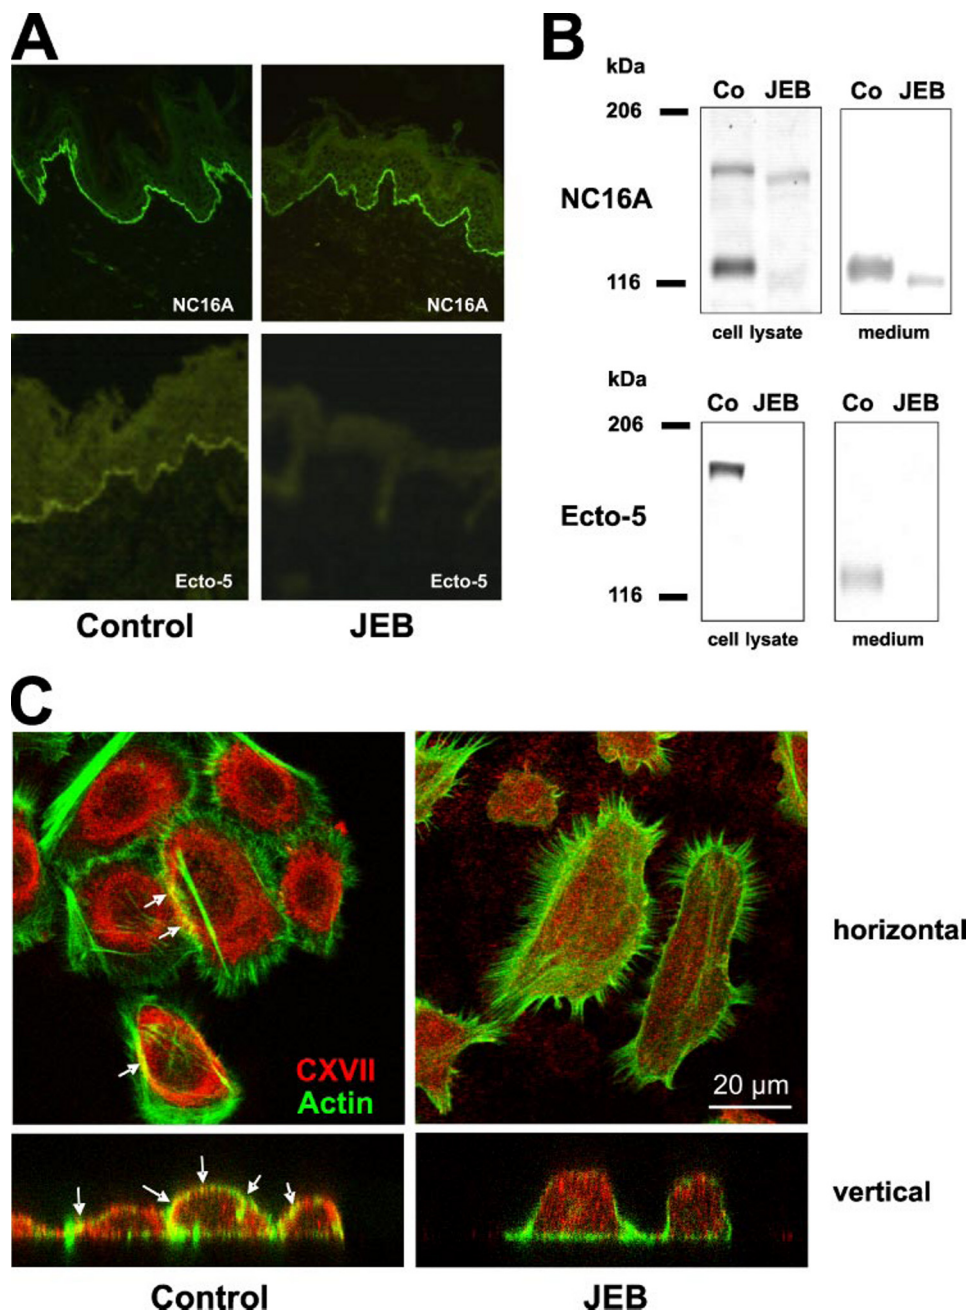 A
NC16A
NC16A
Ecto-5
Ecto-5
Control
JEB
B
kDa
Co JEB
Co JEB
206
NC16A
116
cell lysate
medium
kDa
Co JEB
Co JEB
206
Ecto-5
116
cell lysate
medium
C
CXVII
Actin
20 µm
horizontal
vertical
Control
JEB